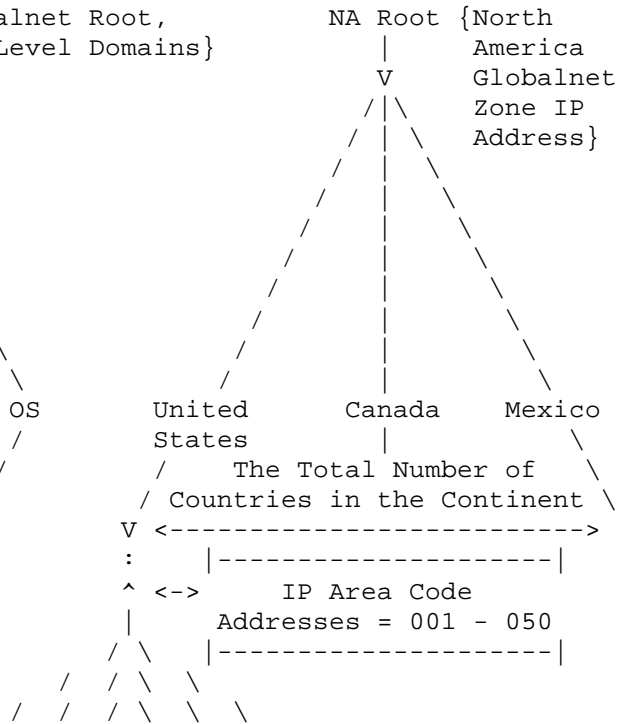 alnet Root, NA Root {North
Level Domains} | America
V Globalnet
/|\ Zone IP
/ | \ Address}
/ | \
/ | \
/ | \
/ | \
/ | \
/ | \
/ | \
\ / | \
\ / | \
OS United Canada Mexico
/ States | \
/ / The Total Number of \
/ Countries in the Continent \
V <-------------------------->
: |---------------------|
^ <-> IP Area Code
| Addresses = 001 - 050
/ \ |---------------------|
/ / \ \
/ / / \ \ \